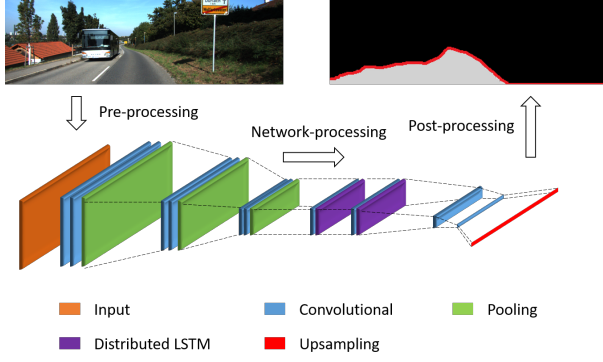 Pre-processing
Network-processing
Post-processing
Input
Convolutional
Pooling
Distributed LSTM
Upsampling